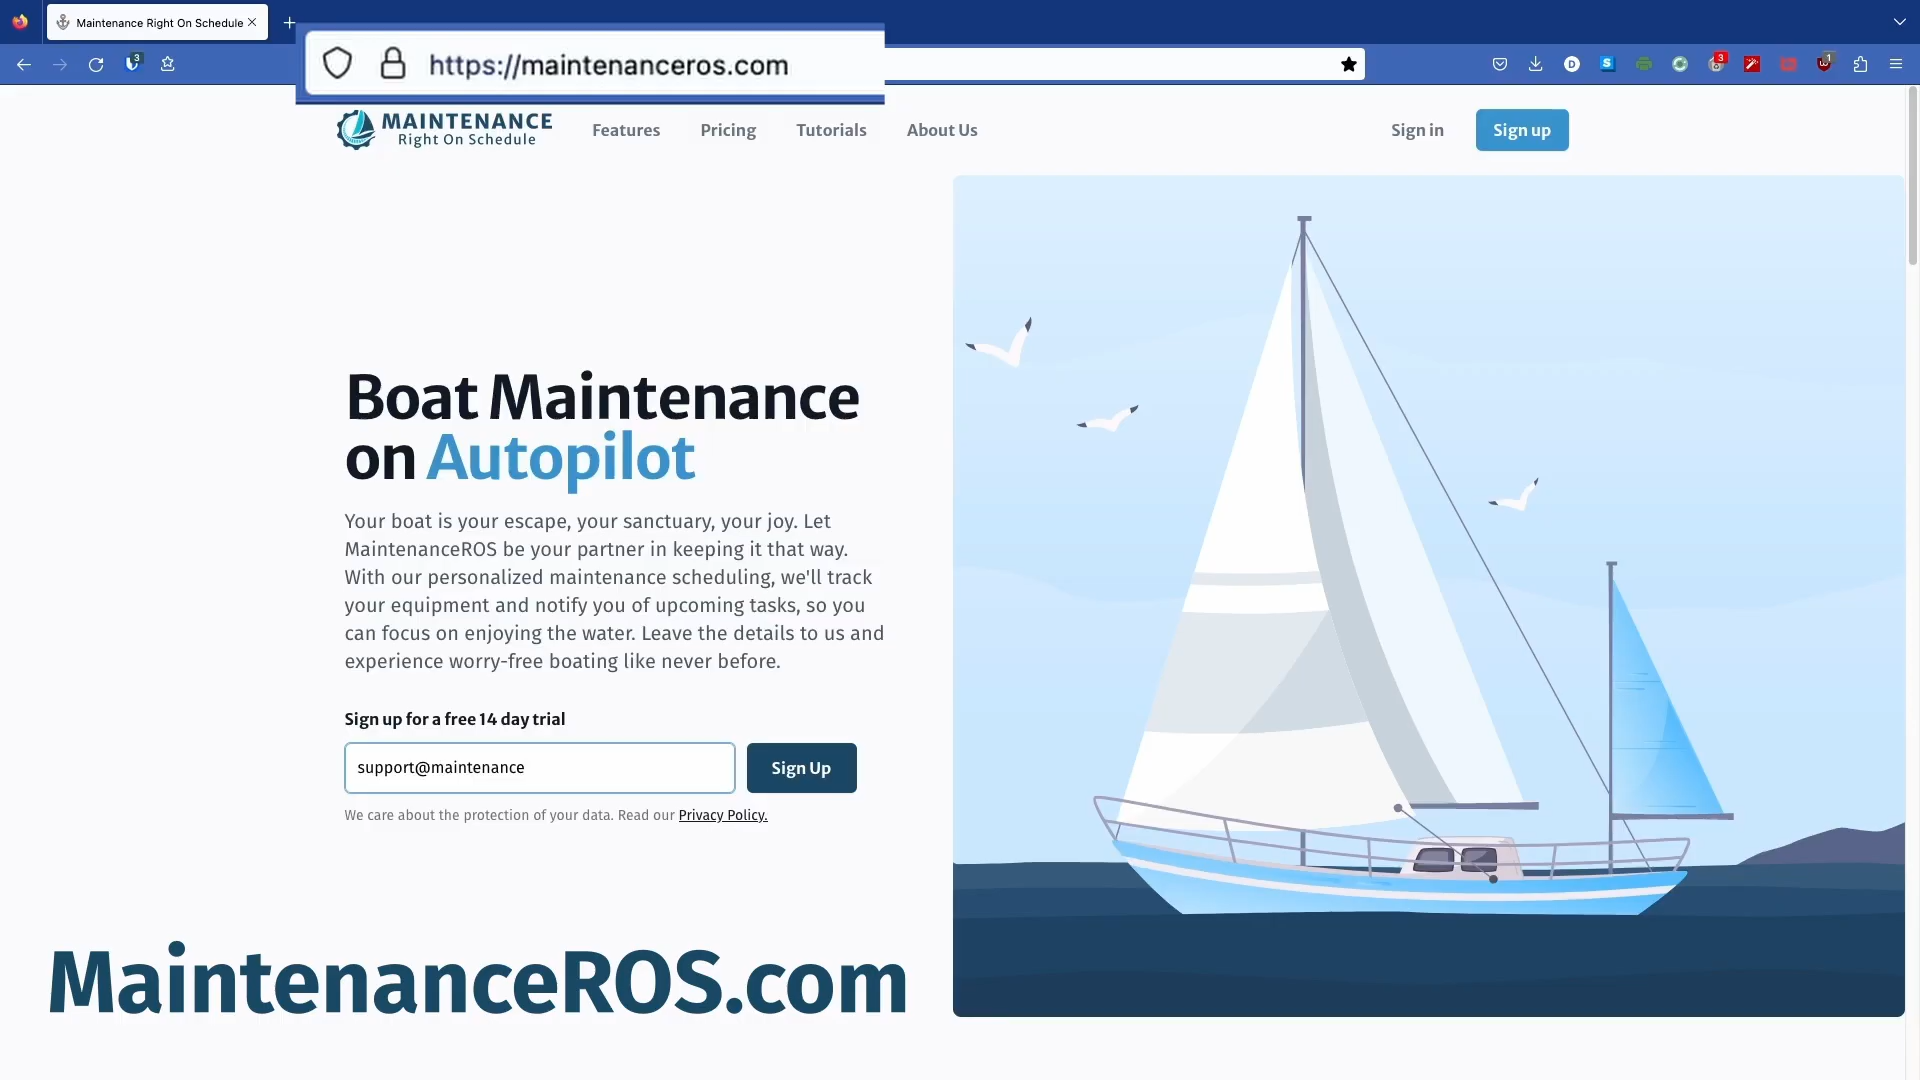 Maintenance Right On Schedule
https://maintenanceros.com
3
D
S
3
1
MAINTENANCE
Right On Schedule
Features
Pricing
Tutorials
About Us
Sign in
Sign up
Boat Maintenance
on Autopilot
Your boat is your escape, your sanctuary, your joy. Let
MaintenanceROS be your partner in keeping it that way.
With our personalized maintenance scheduling, we'll track
your equipment and notify you of upcoming tasks, so you
can focus on enjoying the water. Leave the details to us and
experience worry-free boating like never before.
Sign up for a free 14 day trial
support@maintenance
Sign Up
We care about the protection of your data. Read our Privacy Policy.
MaintenanceROS.com